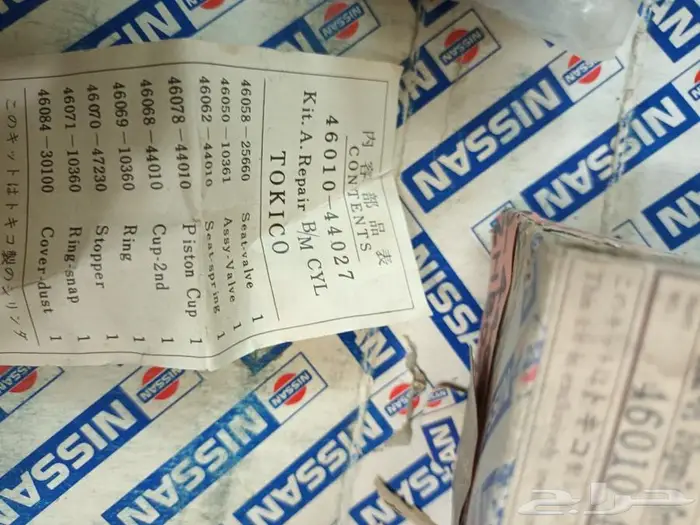 内容部品表
CONTENTS
46010-44027
Kit.A.Repair B/M CYL
TOKICO
46058-25660 Seat-valve 1
46050-10361 Assy-Valve 1
46062-44010 Seat-spring 1
46078-44010 Piston Cup 1
46068-44010 Cup-2nd 1
46069-10360 Ring 1
46070-47230 Stopper 1
46071-10360 Ring-snap 1
46084-30100 Cover-dust 1
このキットはトキコ製のシリンダ
NISSAN
NISSAN
NISSAN
NISSAN
NISSAN
NISSAN
NISSAN
NISSAN
NISSAN
NISSAN
46010
حراج